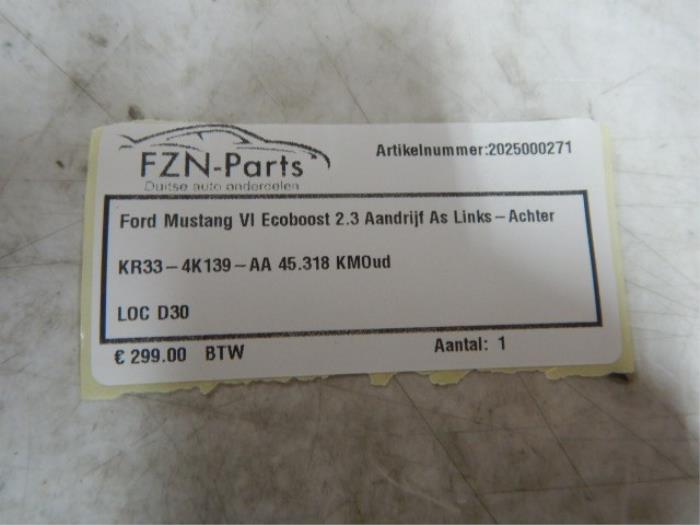 FZN-Parts
Duitse auto onderdelen
Artikelnummer:2025000271
Ford Mustang VI Ecoboost 2.3 Aandrijf As Links-Achter
KR33-4K139-AA 45.318 KMOud
LOC D30
€ 299.00 BTW
Aantal: 1